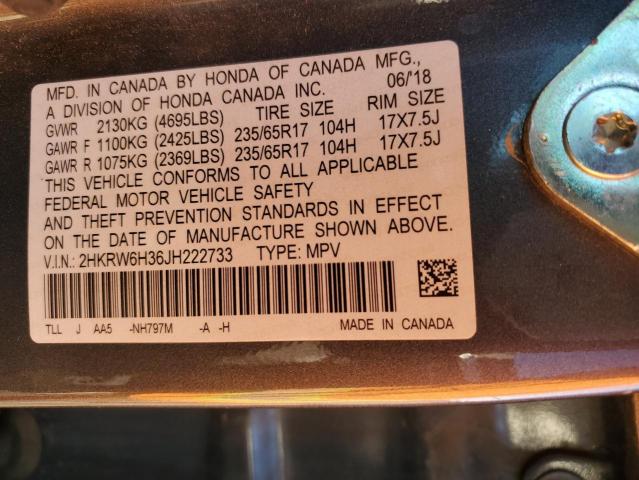 MFD. IN CANADA BY HONDA OF CANADA MFG.,
A DIVISION OF HONDA CANADA INC. 06/'18
GVWR 2130KG (4695LBS) TIRE SIZE RIM SIZE
GAWR F 1100KG (2425LBS) 235/65R17 104H 17X7.5J
GAWR R 1075KG (2369LBS) 235/65R17 104H 17X7.5J
THIS VEHICLE CONFORMS TO ALL APPLICABLE
FEDERAL MOTOR VEHICLE SAFETY
AND THEFT PREVENTION STANDARDS IN EFFECT
ON THE DATE OF MANUFACTURE SHOWN ABOVE.
V.I.N.: 2HKRW6H36JH222733 TYPE: MPV
TLL J AA5 -NH797M -A -H MADE IN CANADA